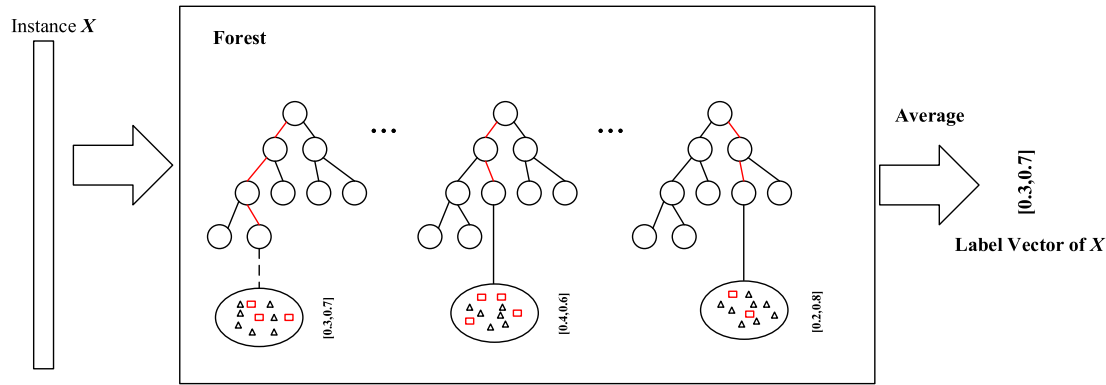 Instance X
Forest
...
...
[0.3,0.7]
[0.4,0.6]
[0.2,0.8]
Average
[0.3,0.7]
Label Vector of X